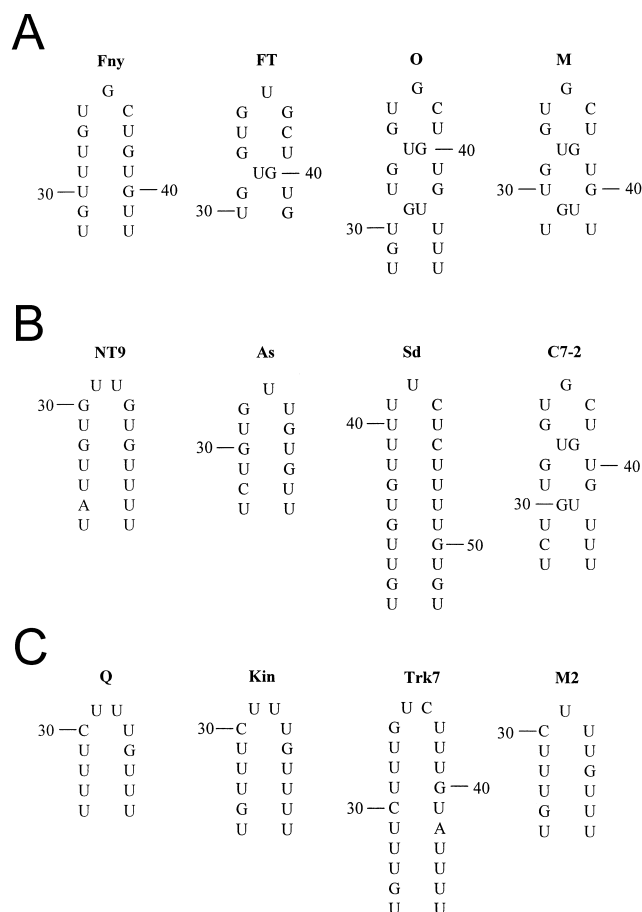 A
Fny
G
U C
G U
U G
U U
30 — U G — 40
G U
U U
FT
U
G G
U C
G U
UG — 40
G U
30 — U G
O
G
U C
G U
UG — 40
G U
U G
GU
30 — U U
G U
U U
M
G
U C
G U
UG
G U
30 — U G — 40
GU
U U
B
NT9
U U
30 — G G
U U
G G
U U
U U
A U
U U
As
U
G U
U G
30 — G U
U G
C U
U U
Sd
U
U C
40 — U U
U C
U U
G U
U U
G U
U G — 50
U U
G G
U U
C7-2
G
U C
G U
UG
G U — 40
U G
30 — GU
U U
C U
U U
C
Q
U U
30 — C U
U G
U U
U U
U U
Kin
U U
30 — C U
U G
U U
U U
G U
U U
Trk7
U C
G U
U U
U U
U G — 40
30 — C U
U A
U U
U U
G U
U U
M2
U
30 — C U
U U
U G
U U
G U
U U